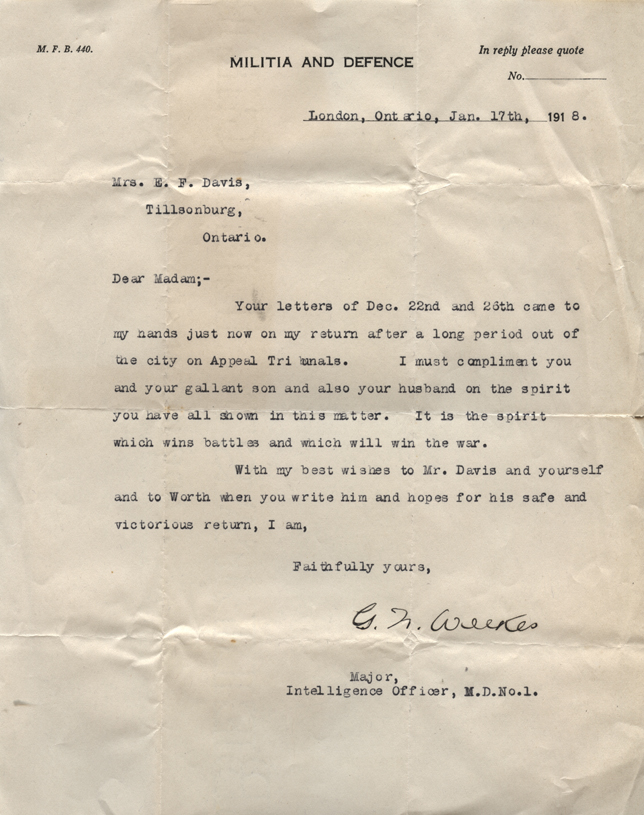 M. F. B. 440.
In reply please quote
MILITIA AND DEFENCE
No.
London, Ontario, Jan. 17th, 1918.
Mrs. E. F. Davis,
Tillsonburg,
Ontario.
Dear Madam;-
Your letters of Dec. 22nd and 26th came to
my hands just now on my return after a long period out of
the city on Appeal Tribunals. I must compliment you
and your gallant son and also your husband on the spirit
you have all shown in this matter. It is the spirit
which wins battles and which will win the war.
With my best wishes to Mr. Davis and yourself
and to Worth when you write him and hopes for his safe and
victorious return, I am,
Faithfully yours,
G. N. Weekes
Major,
Intelligence Officer, M.D.No.1.